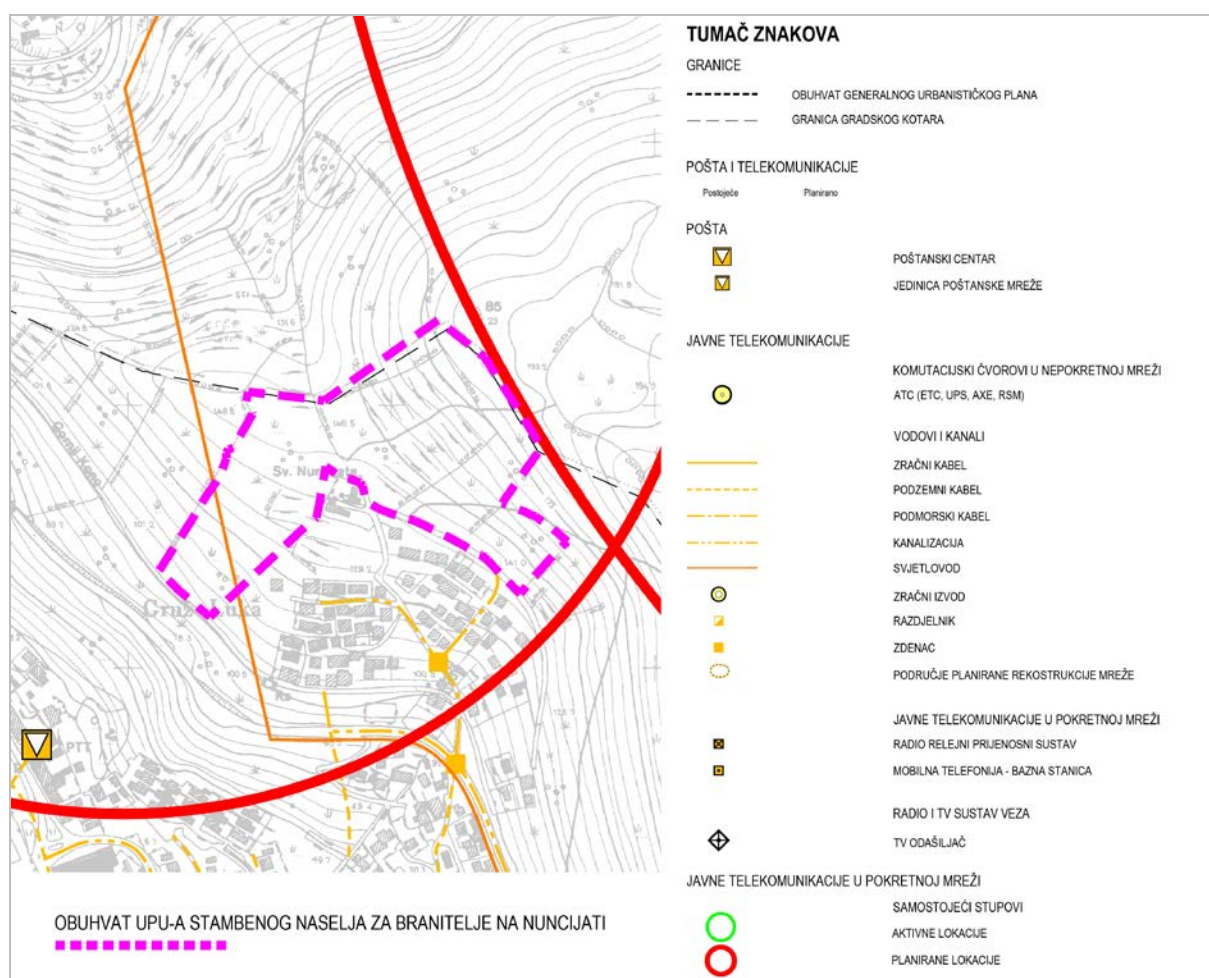 TUMAČ ZNAKOVA
GRANICE
OBUHVAT GENERALNOG URBANISTIČKOG PLANA
GRANICA GRADSKOG KOTARA
POŠTA I TELEKOMUNIKACIJE
Postojeće Planirano
POŠTA
POŠTANSKI CENTAR
JEDINICA POŠTANSKE MREŽE
JAVNE TELEKOMUNIKACIJE
KOMUTACIJSKI ČVOROVI U NEPOKRETNOJ MREŽI
ATC (ETC, UPS, AXE, RSM)
VODOVI I KANALI
ZRAČNI KABEL
PODZEMNI KABEL
PODMORSKI KABEL
KANALIZACIJA
SVJETLOVOD
ZRAČNI IZVOD
RAZDJELNIK
ZDENAC
PODRUČJE PLANIRANE REKOSTRUKCIJE MREŽE
JAVNE TELEKOMUNIKACIJE U POKRETNOJ MREŽI
RADIO RELEJNI PRIJENOSNI SUSTAV
MOBILNA TELEFONIJA - BAZNA STANICA
RADIO I TV SUSTAV VEZA
TV ODAŠILJAČ
JAVNE TELEKOMUNIKACIJE U POKRETNOJ MREŽI
SAMOSTOJEĆI STUPOVI
AKTIVNE LOKACIJE
PLANIRANE LOKACIJE
85
23
Gornji Kono
Sv.
Luka
PTT
OBUHVAT UPU-A STAMBENOG NASELJA ZA BRANITELJE NA NUNCIJATI